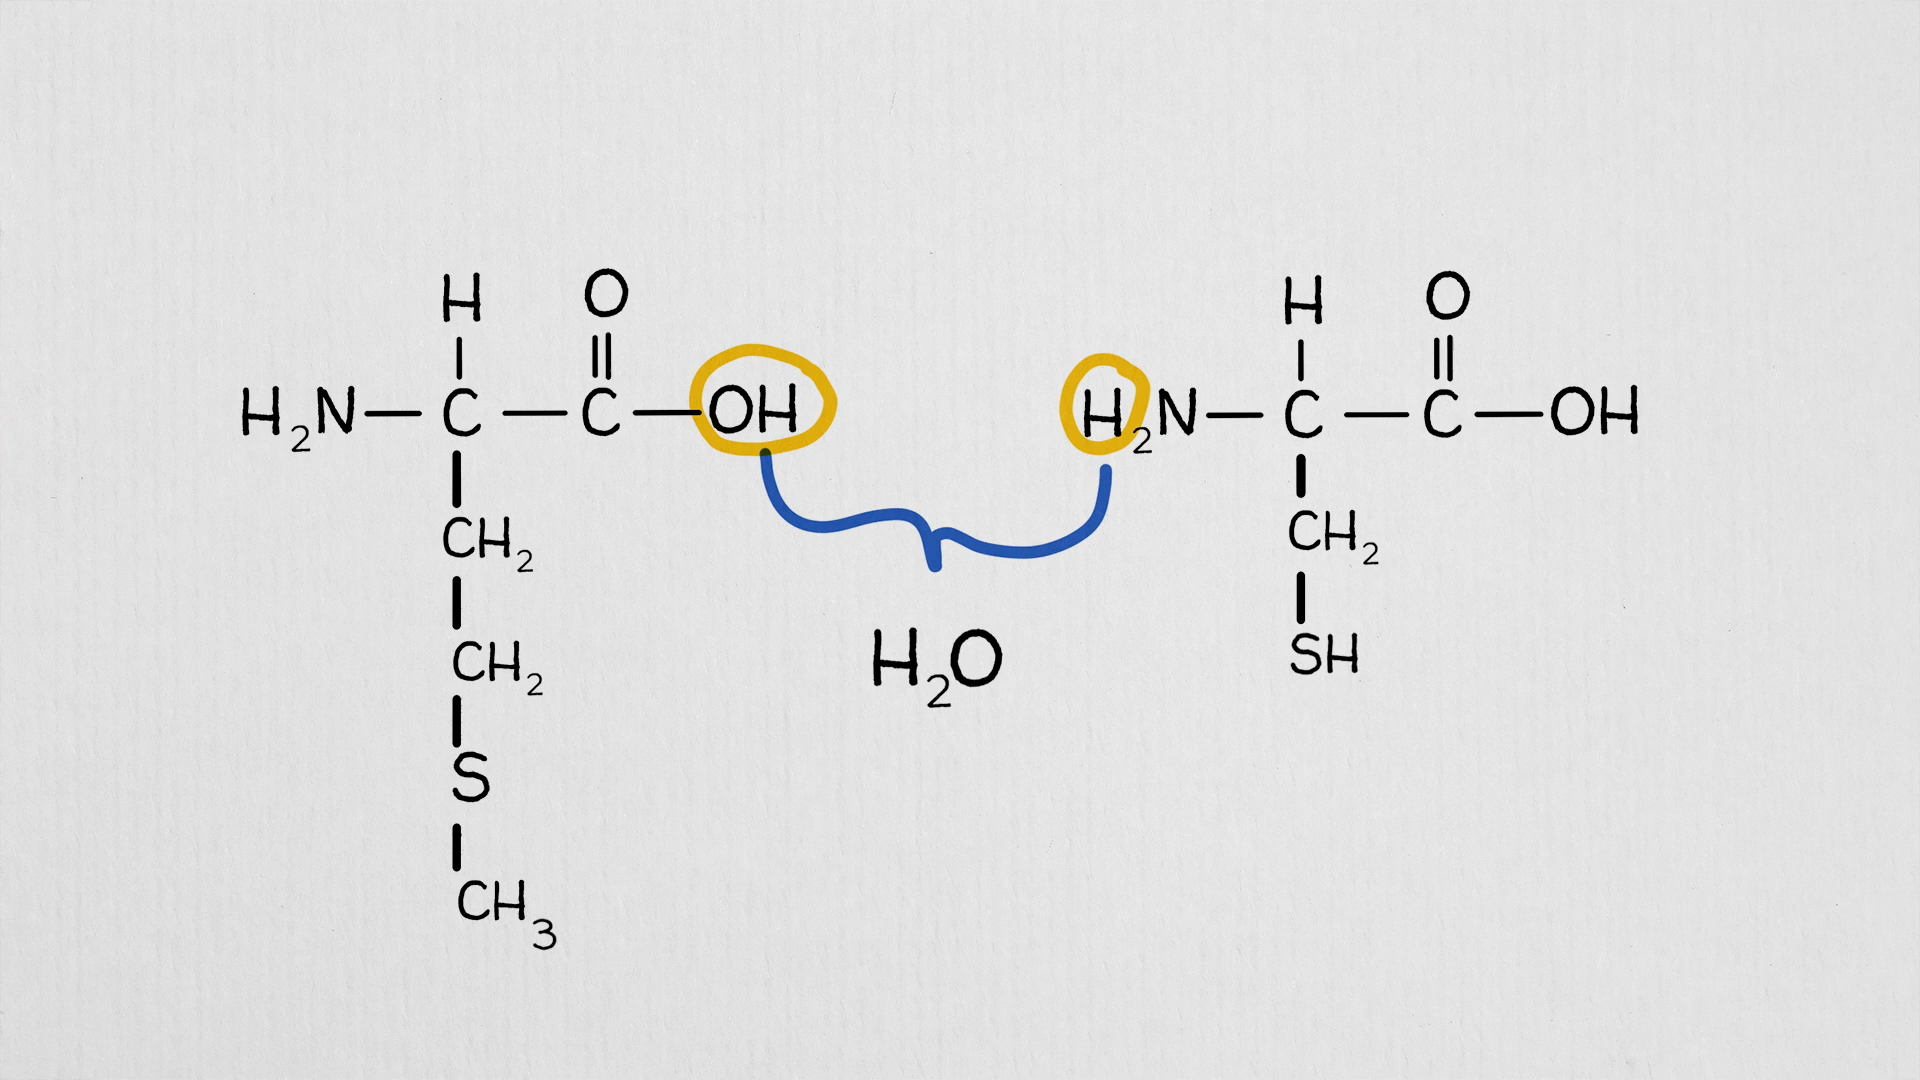 H O H O
H₂N — C — C — OH H₂N — C — C — OH
CH₂ CH₂
CH₂ H₂O SH
S
CH₃